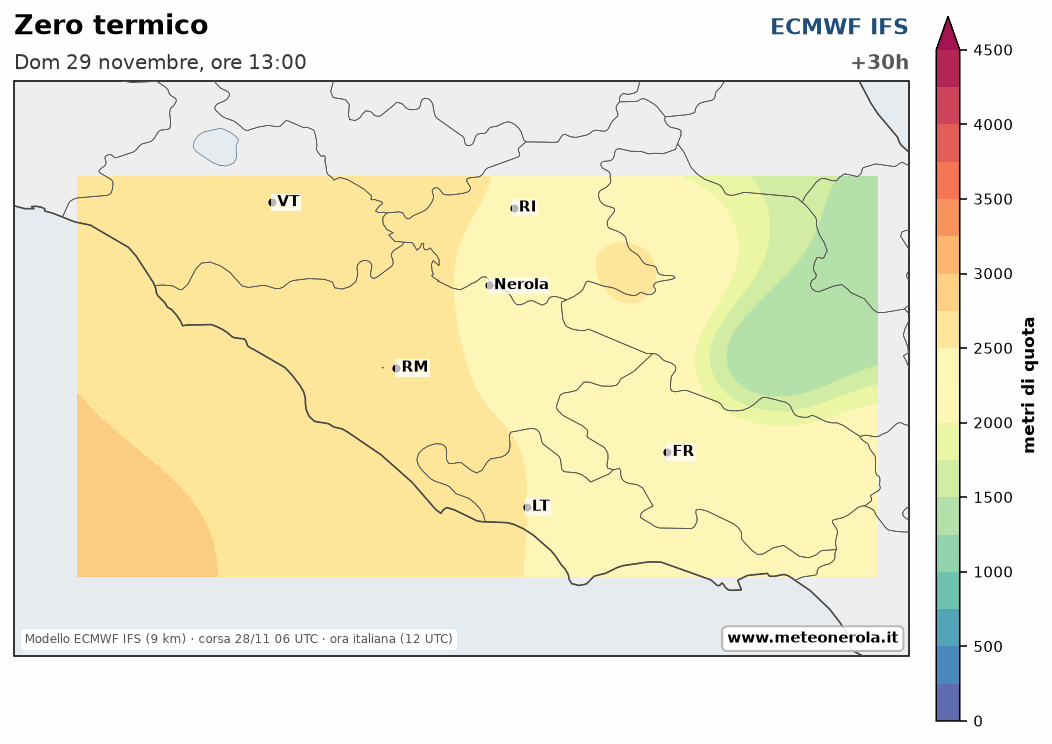 Zero termico
ECMWF IFS
Dom 29 novembre, ore 13:00
+30h
VT
RI
Nerola
RM
FR
LT
4500
4000
3500
3000
2500
2000
1500
1000
500
0
metri di quota
Modello ECMWF IFS (9 km) · corsa 28/11 06 UTC · ora italiana (12 UTC)
www.meteonerola.it